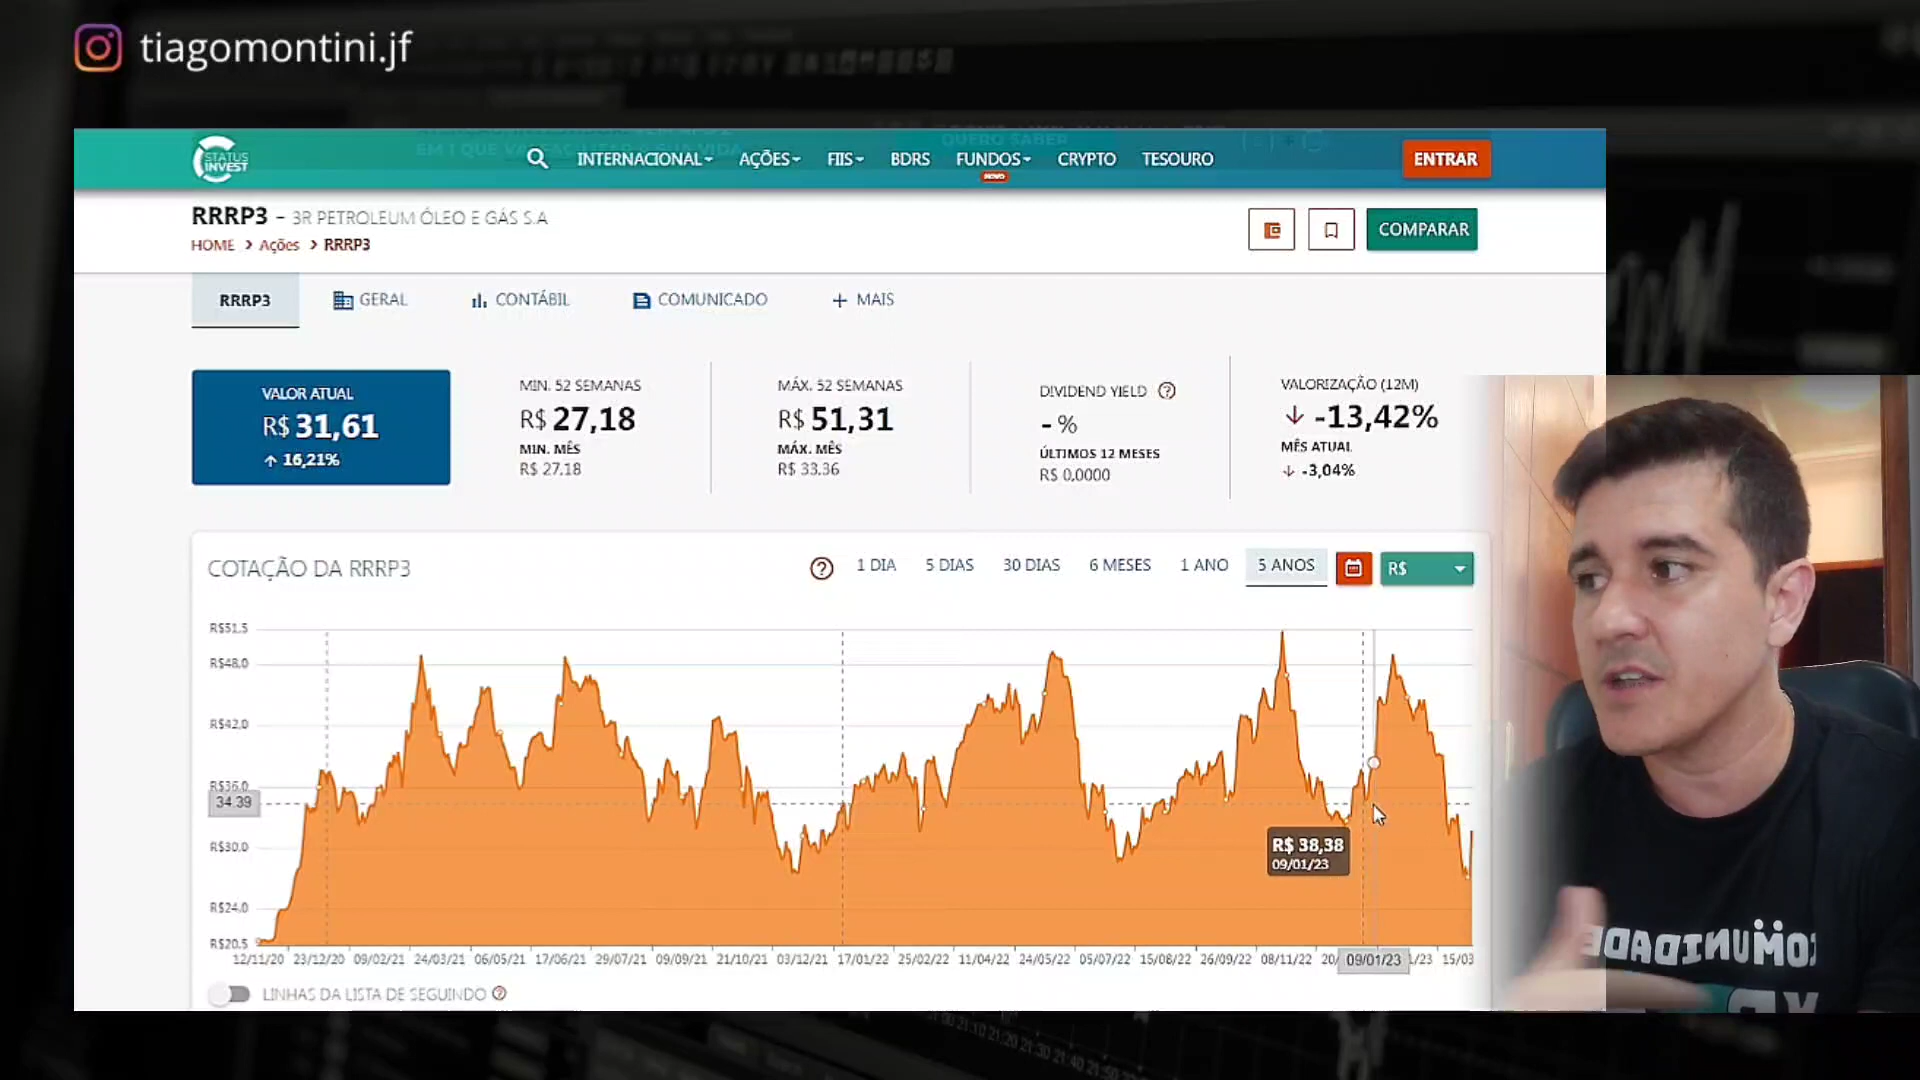 tiagomontini.jf
STATUS
INVEST
INTERNACIONAL
AÇÕES
FIIS
BDRS
FUNDOS
NOVO
CRYPTO
TESOURO
ENTRAR
QUERO SABER
RRRP3 - 3R PETROLEUM ÓLEO E GÁS S.A
HOME > Ações > RRRP3
COMPARAR
RRRP3
GERAL
CONTÁBIL
COMUNICADO
+ MAIS
VALOR ATUAL
R$ 31,61
↑ 16,21%
MIN. 52 SEMANAS
R$ 27,18
MIN. MÊS
R$ 27,18
MÁX. 52 SEMANAS
R$ 51,31
MÁX. MÊS
R$ 33,36
DIVIDEND YIELD ?
- %
ÚLTIMOS 12 MESES
R$ 0,0000
VALORIZAÇÃO (12M)
↓ -13,42%
MÊS ATUAL
↓ -3,04%
COTAÇÃO DA RRRP3
? 1 DIA 5 DIAS 30 DIAS 6 MESES 1 ANO 5 ANOS R$
R$51,5
R$48,0
R$42,0
R$36,0
34.39
R$30,0
R$24,0
R$20,5
R$ 38,38
09/01/23
12/11/20 23/12/20 09/02/21 24/03/21 06/05/21 17/06/21 29/07/21 09/09/21 21/10/21 03/12/21 17/01/22 25/02/22 11/04/22 24/05/22 05/07/22 15/08/22 26/09/22 08/11/22 20/ 09/01/23 1/23 15/03
LINHAS DA LISTA DE SEGUINDO ?
COMUNIDADE